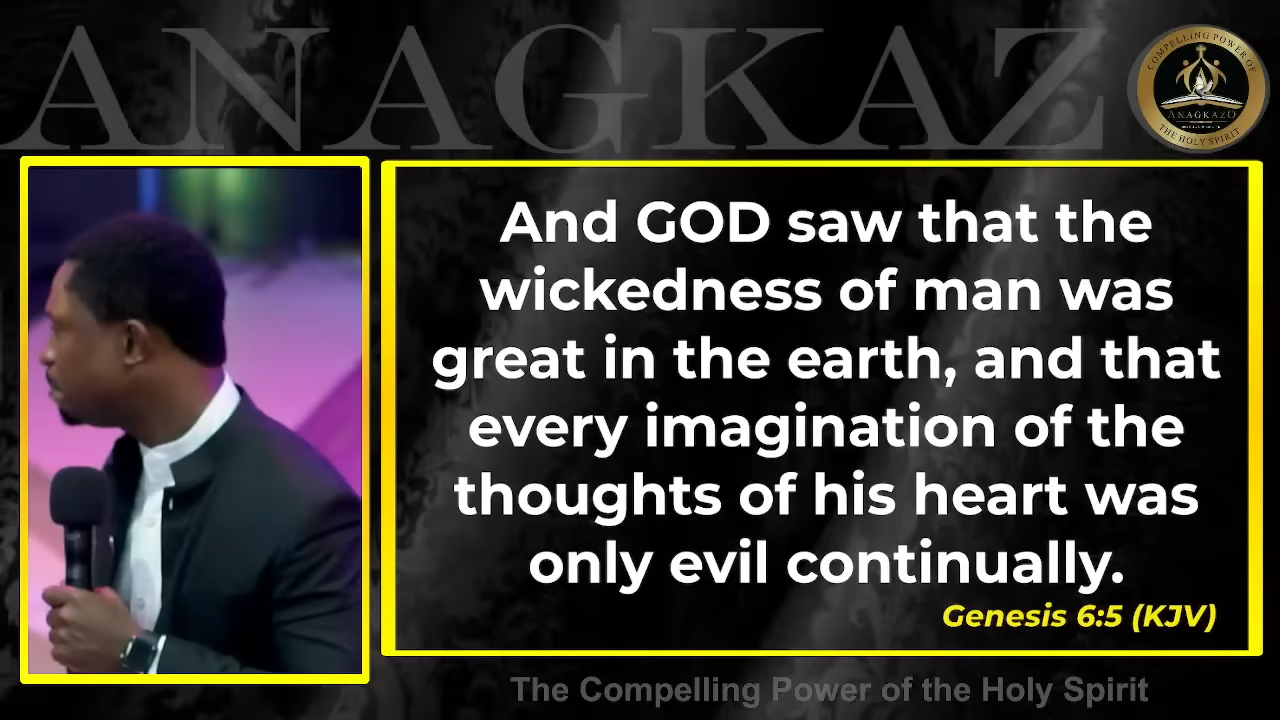 ANAGKAZO
COMPELLING POWER OF
ANAGKAZO
THE HOLY SPIRIT
And GOD saw that the
wickedness of man was
great in the earth, and that
every imagination of the
thoughts of his heart was
only evil continually.
Genesis 6:5 (KJV)
The Compelling Power of the Holy Spirit